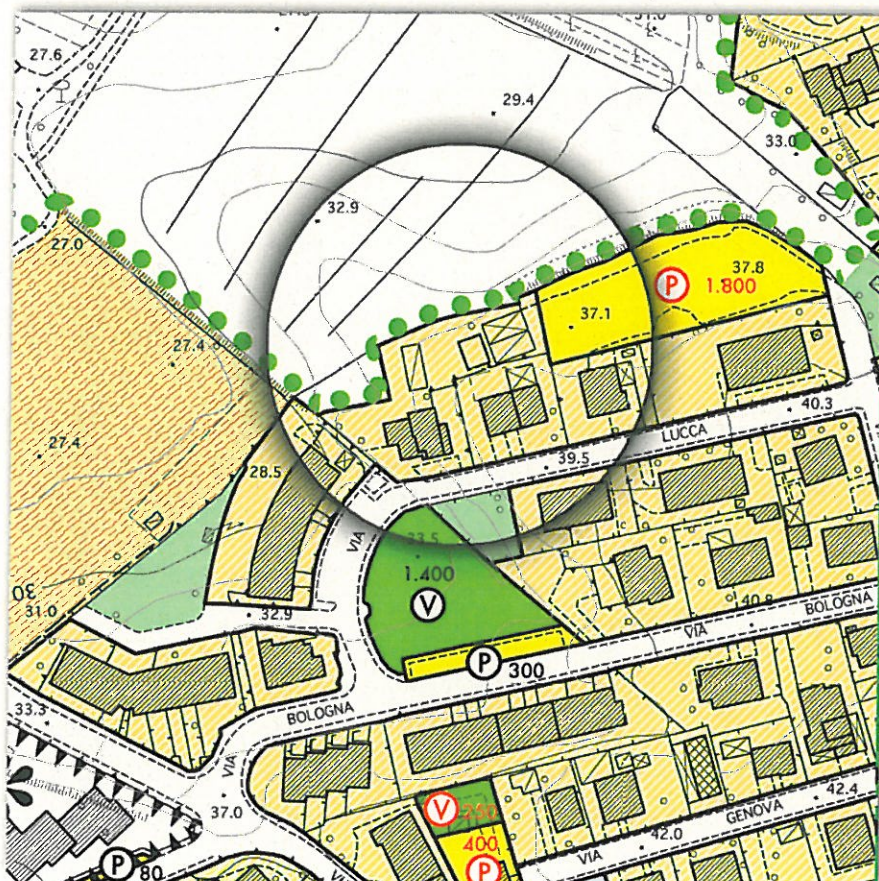 27.6
29.4
33.0
32.9
27.0
37.8
P 1.800
37.1
27.4
40.3
LUCCA
27.4
39.5
28.5
VIA
33.5
1.400
V
30
31.0
32.9
40.8
BOLOGNA
VIA
P 300
33.3
BOLOGNA
VIA
37.0
V 250
42.4
GENOVA
400
42.0
VIA
P
P 80